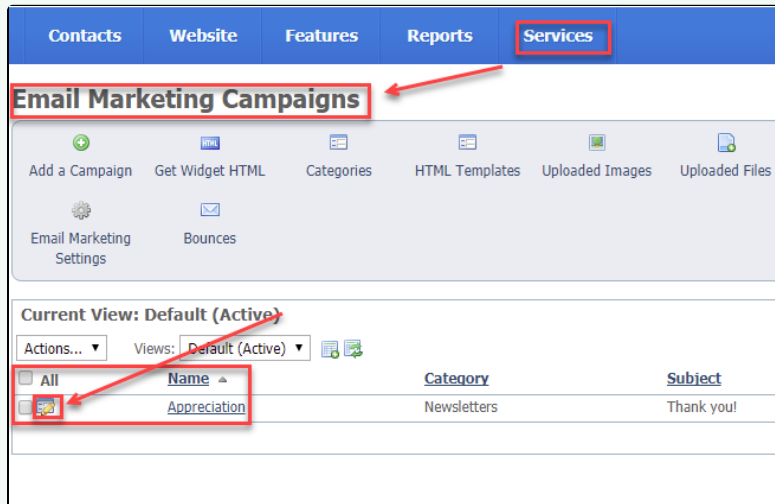 Contacts Website Features Reports Services
Email Marketing Campaigns
Add a Campaign Get Widget HTML Categories HTML Templates Uploaded Images Uploaded Files
Email Marketing Settings Bounces
Current View: Default (Active)
Actions... Views: Default (Active)
All Name Category Subject
Appreciation Newsletters Thank you!